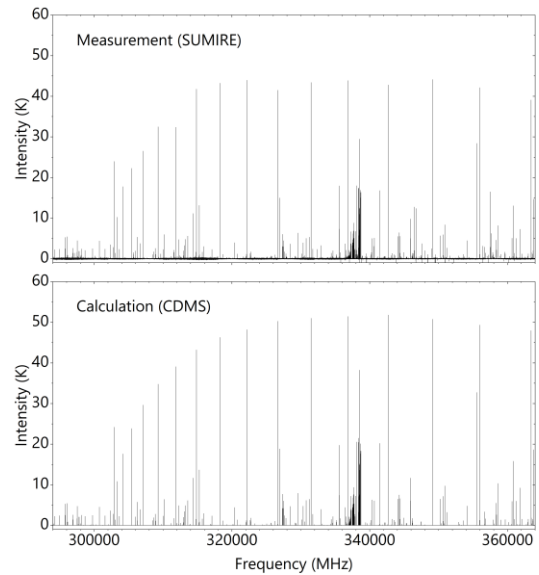 60
Measurement (SUMIRE)
50
40
30
20
10
0
Intensity (K)
60
Calculation (CDMS)
50
40
30
20
10
0
Intensity (K)
300000 320000 340000 360000
Frequency (MHz)